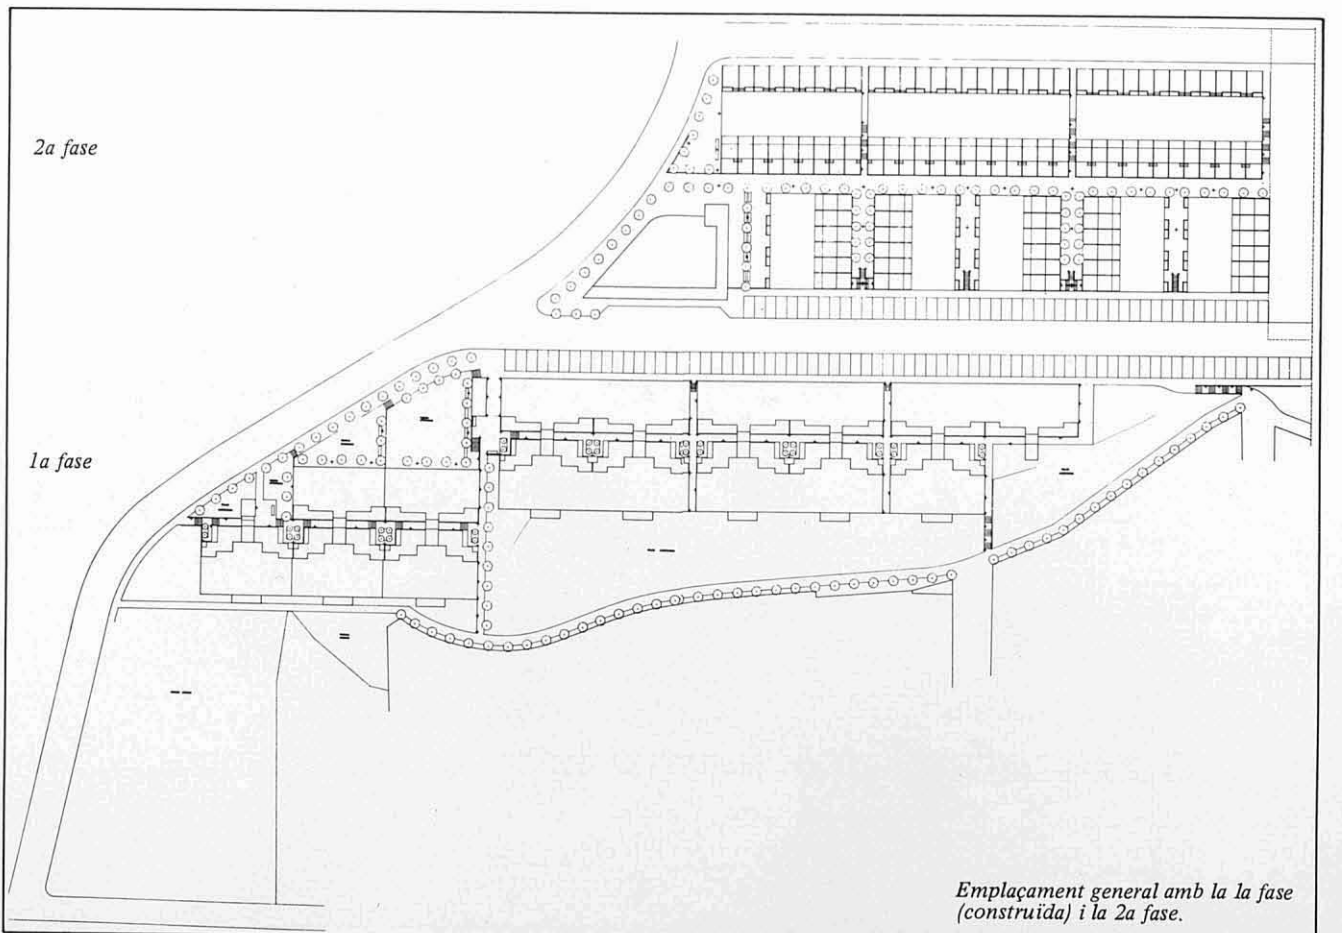 2a fase
1a fase
Emplaçament general amb la 1a fase
(construïda) i la 2a fase.